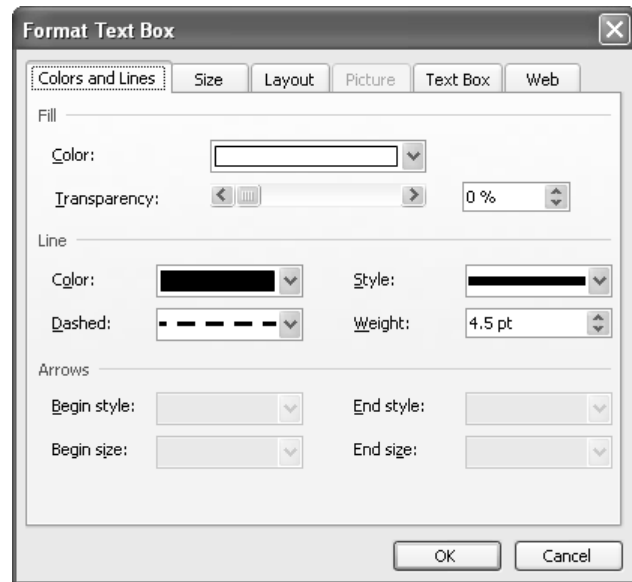 Format Text Box
Colors and Lines Size Layout Picture Text Box Web
Fill
Color:
Transparency: 0 %
Line
Color: Style:
Dashed: Weight: 4.5 pt
Arrows
Begin style: End style:
Begin size: End size:
OK Cancel